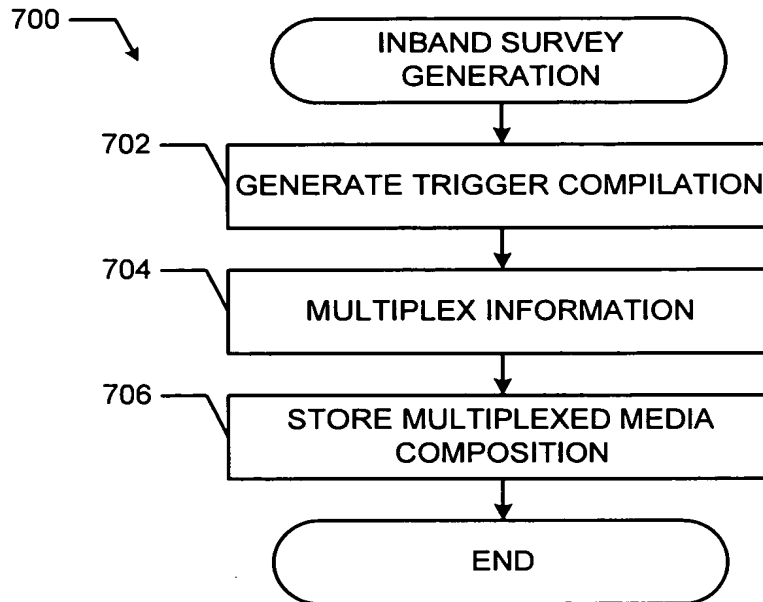 700
INBAND SURVEY
GENERATION
702
GENERATE TRIGGER COMPILATION
704
MULTIPLEX INFORMATION
706
STORE MULTIPLEXED MEDIA
COMPOSITION
END